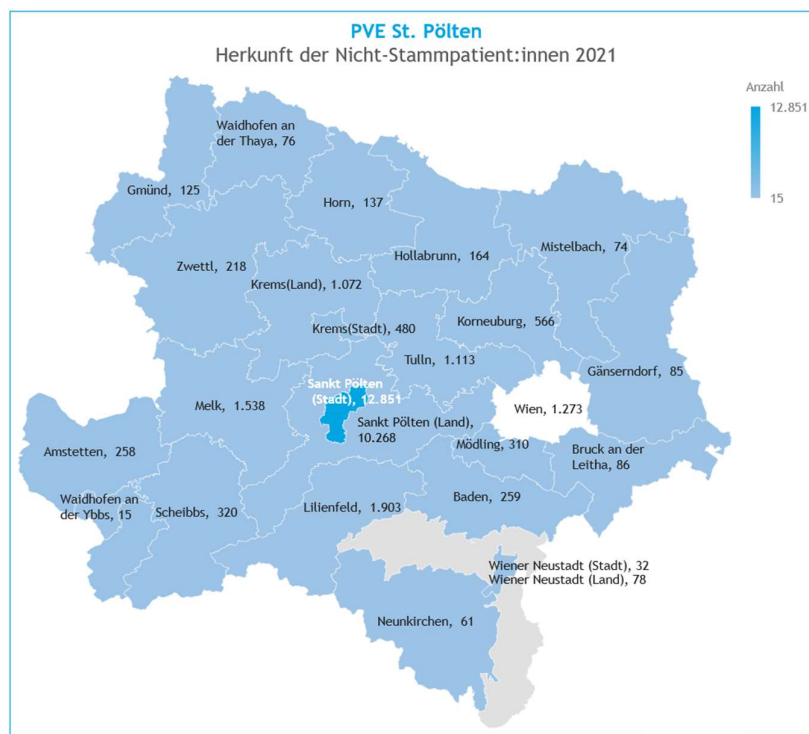 PVE St. Pölten
Herkunft der Nicht-Stammpatient:innen 2021
Anzahl
12.851
15
Waidhofen an
der Thaya, 76
Gmünd, 125
Horn, 137
Mistelbach, 74
Hollabrunn, 164
Zwettl, 218
Krems(Land), 1.072
Krems(Stadt), 480
Korneuburg, 566
Tulln, 1.113
Gänserndorf, 85
Sankt Pölten
(Stadt), 12.851
Melk, 1.538
Wien, 1.273
Sankt Pölten (Land),
10.268
Mödling, 310
Bruck an der
Leitha, 86
Amstetten, 258
Baden, 259
Waidhofen an
der Ybbs, 15
Scheibbs, 320
Lilienfeld, 1.903
Wiener Neustadt (Stadt), 32
Wiener Neustadt (Land), 78
Neunkirchen, 61